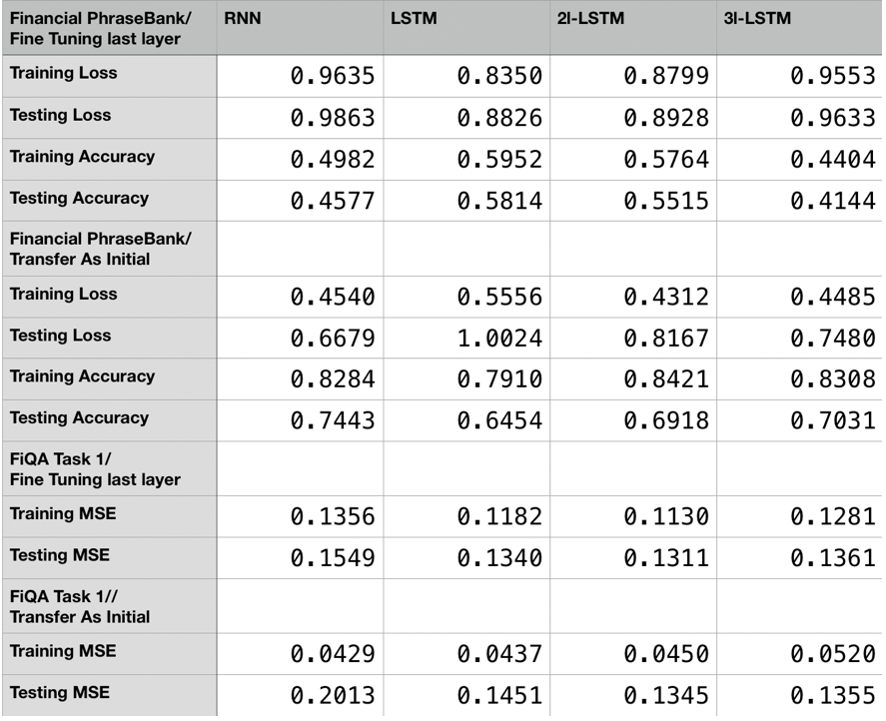 Financial PhraseBank/ RNN LSTM 2l-LSTM 3l-LSTM
Fine Tuning last layer
Training Loss 0.9635 0.8350 0.8799 0.9553
Testing Loss 0.9863 0.8826 0.8928 0.9633
Training Accuracy 0.4982 0.5952 0.5764 0.4404
Testing Accuracy 0.4577 0.5814 0.5515 0.4144
Financial PhraseBank/
Transfer As Initial
Training Loss 0.4540 0.5556 0.4312 0.4485
Testing Loss 0.6679 1.0024 0.8167 0.7480
Training Accuracy 0.8284 0.7910 0.8421 0.8308
Testing Accuracy 0.7443 0.6454 0.6918 0.7031
FiQA Task 1/
Fine Tuning last layer
Training MSE 0.1356 0.1182 0.1130 0.1281
Testing MSE 0.1549 0.1340 0.1311 0.1361
FiQA Task 1//
Transfer As Initial
Training MSE 0.0429 0.0437 0.0450 0.0520
Testing MSE 0.2013 0.1451 0.1345 0.1355